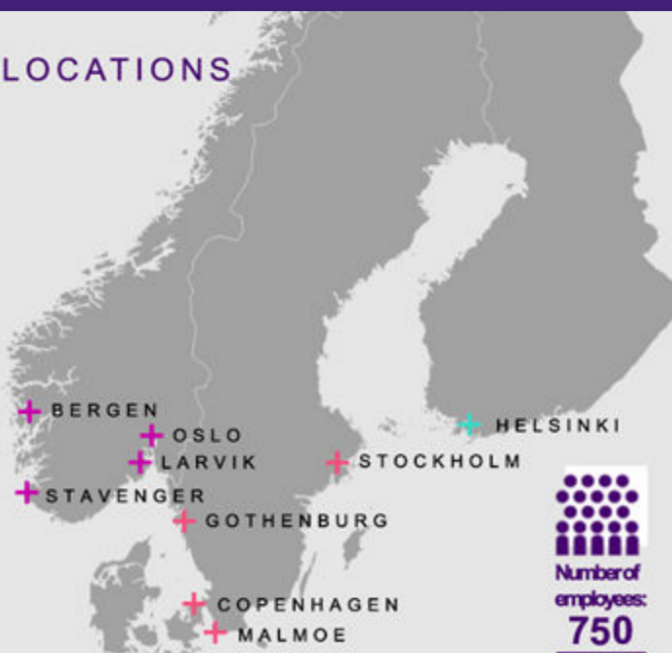 LOCATIONS
BERGEN
OSLO
HELSINKI
LARVIK
STOCKHOLM
STAVENGER
GOTHENBURG
COPENHAGEN
MALMOE
Number of
employees:
750